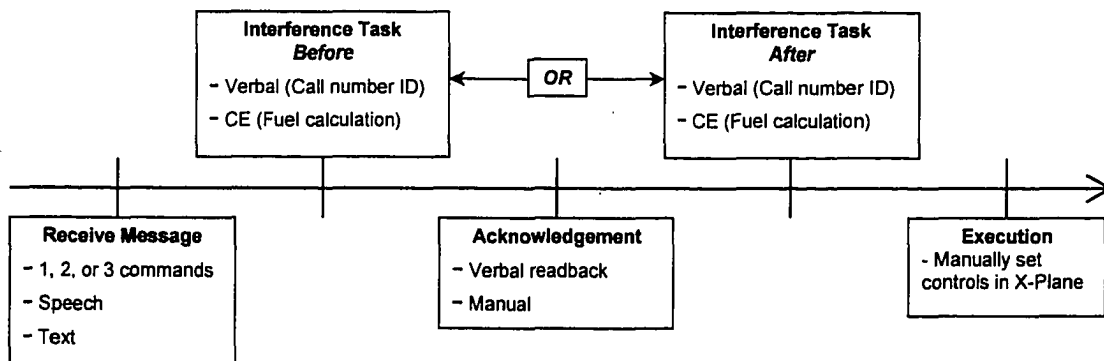 Interference Task
Before
- Verbal (Call number ID)
- CE (Fuel calculation)
OR
Interference Task
After
- Verbal (Call number ID)
- CE (Fuel calculation)
Receive Message
- 1, 2, or 3 commands
- Speech
- Text
Acknowledgement
- Verbal readback
- Manual
Execution
- Manually set
controls in X-Plane